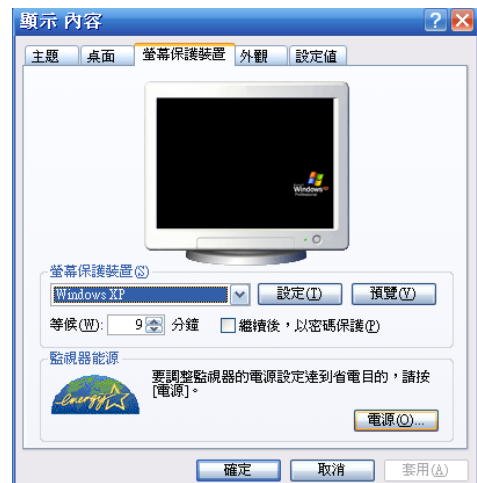 顯示 內容
主題 桌面 螢幕保護裝置 外觀 設定值
Windows XP
Professional
螢幕保護裝置(S)
Windows XP 設定(T) 預覽(V)
等候(W): 9 分鐘 繼續後，以密碼保護(P)
監視器能源
energy
要調整監視器的電源設定達到省電目的，請按
[電源]。
電源(O)...
確定 取消 套用(A)